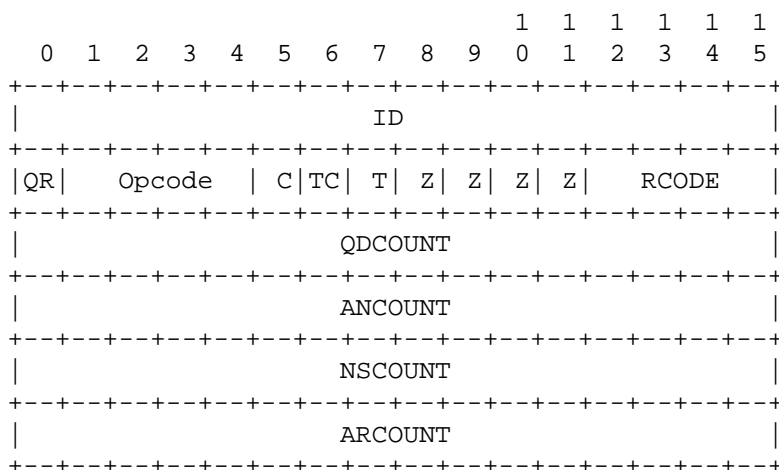 1 1 1 1 1 1
0 1 2 3 4 5 6 7 8 9 0 1 2 3 4 5
+--+--+--+--+--+--+--+--+--+--+--+--+--+--+--+--+
| ID |
+--+--+--+--+--+--+--+--+--+--+--+--+--+--+--+--+
|QR| Opcode | C|TC| T| Z| Z| Z| Z| RCODE |
+--+--+--+--+--+--+--+--+--+--+--+--+--+--+--+--+
| QDCOUNT |
+--+--+--+--+--+--+--+--+--+--+--+--+--+--+--+--+
| ANCOUNT |
+--+--+--+--+--+--+--+--+--+--+--+--+--+--+--+--+
| NSCOUNT |
+--+--+--+--+--+--+--+--+--+--+--+--+--+--+--+--+
| ARCOUNT |
+--+--+--+--+--+--+--+--+--+--+--+--+--+--+--+--+